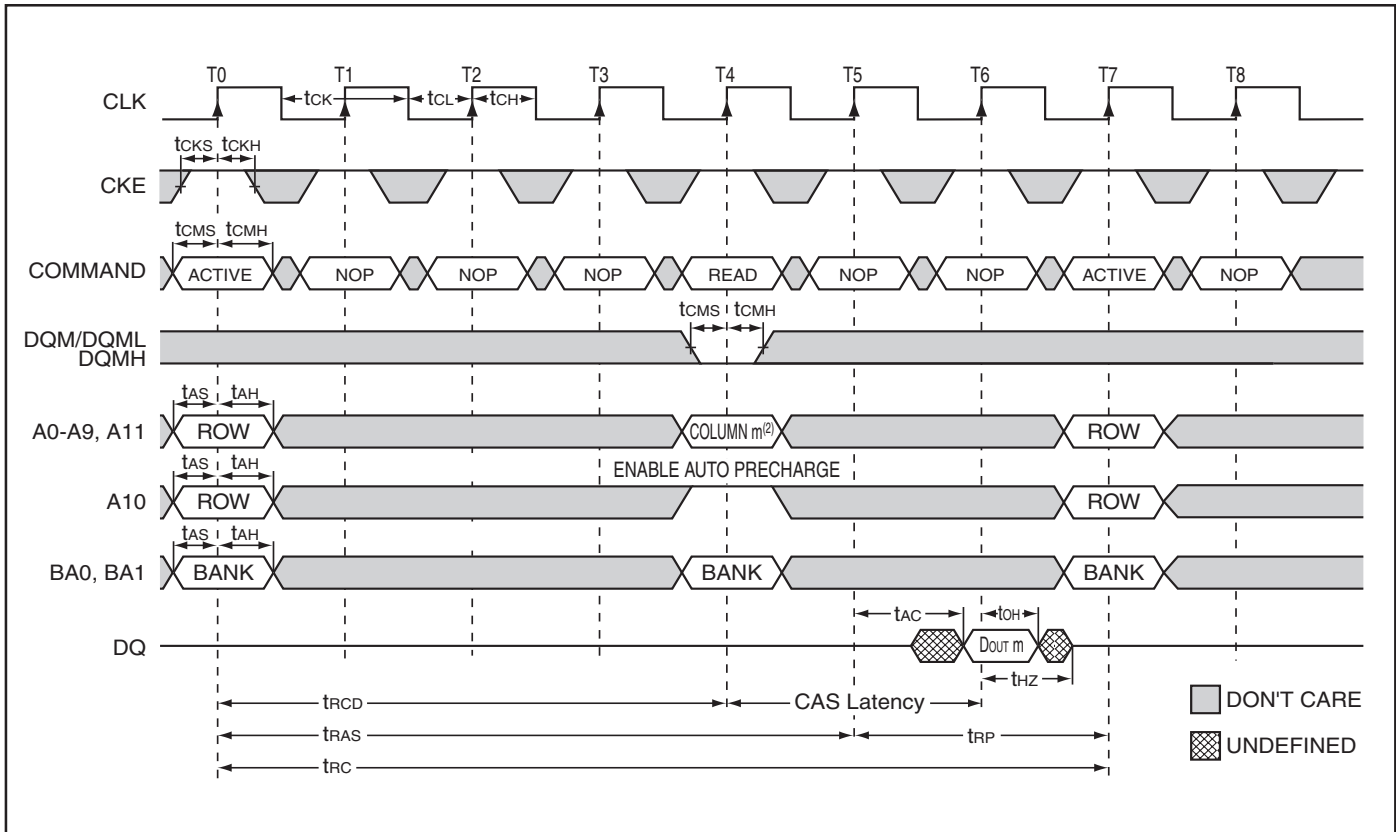 T0 T1 T2 T3 T4 T5 T6 T7 T8
CLK tCK tCL tCH
tCKS tCKH
CKE
tCMS tCMH
COMMAND ACTIVE NOP NOP NOP READ NOP NOP ACTIVE NOP
tCMS tCMH
DQM/DQML
DQMH
tAS tAH
A0-A9, A11 ROW COLUMN m(2) ROW
tAS tAH ENABLE AUTO PRECHARGE
A10 ROW ROW
tAS tAH
BA0, BA1 BANK BANK BANK
tAC tOH
DQ DOUT m
tHZ
tRCD CAS Latency DON'T CARE
tRAS tRP
UNDEFINED
tRC